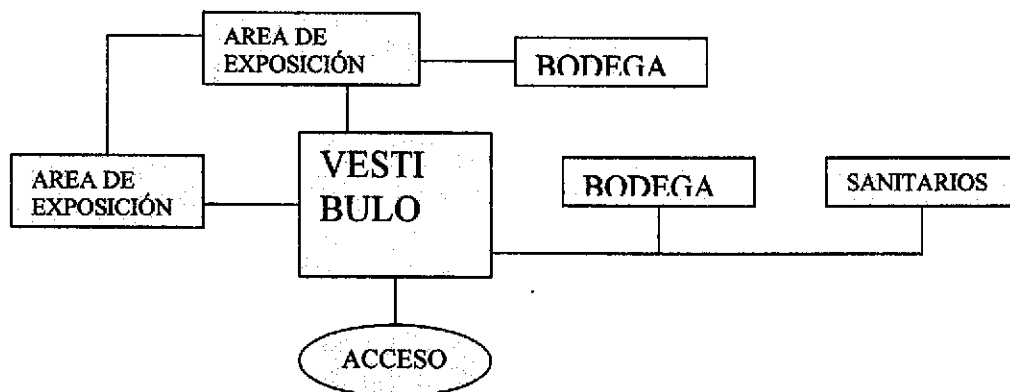 AREA DE
EXPOSICIÓN
BODEGA
AREA DE
EXPOSICIÓN
VESTI
BULO
BODEGA
SANITARIOS
ACCESO